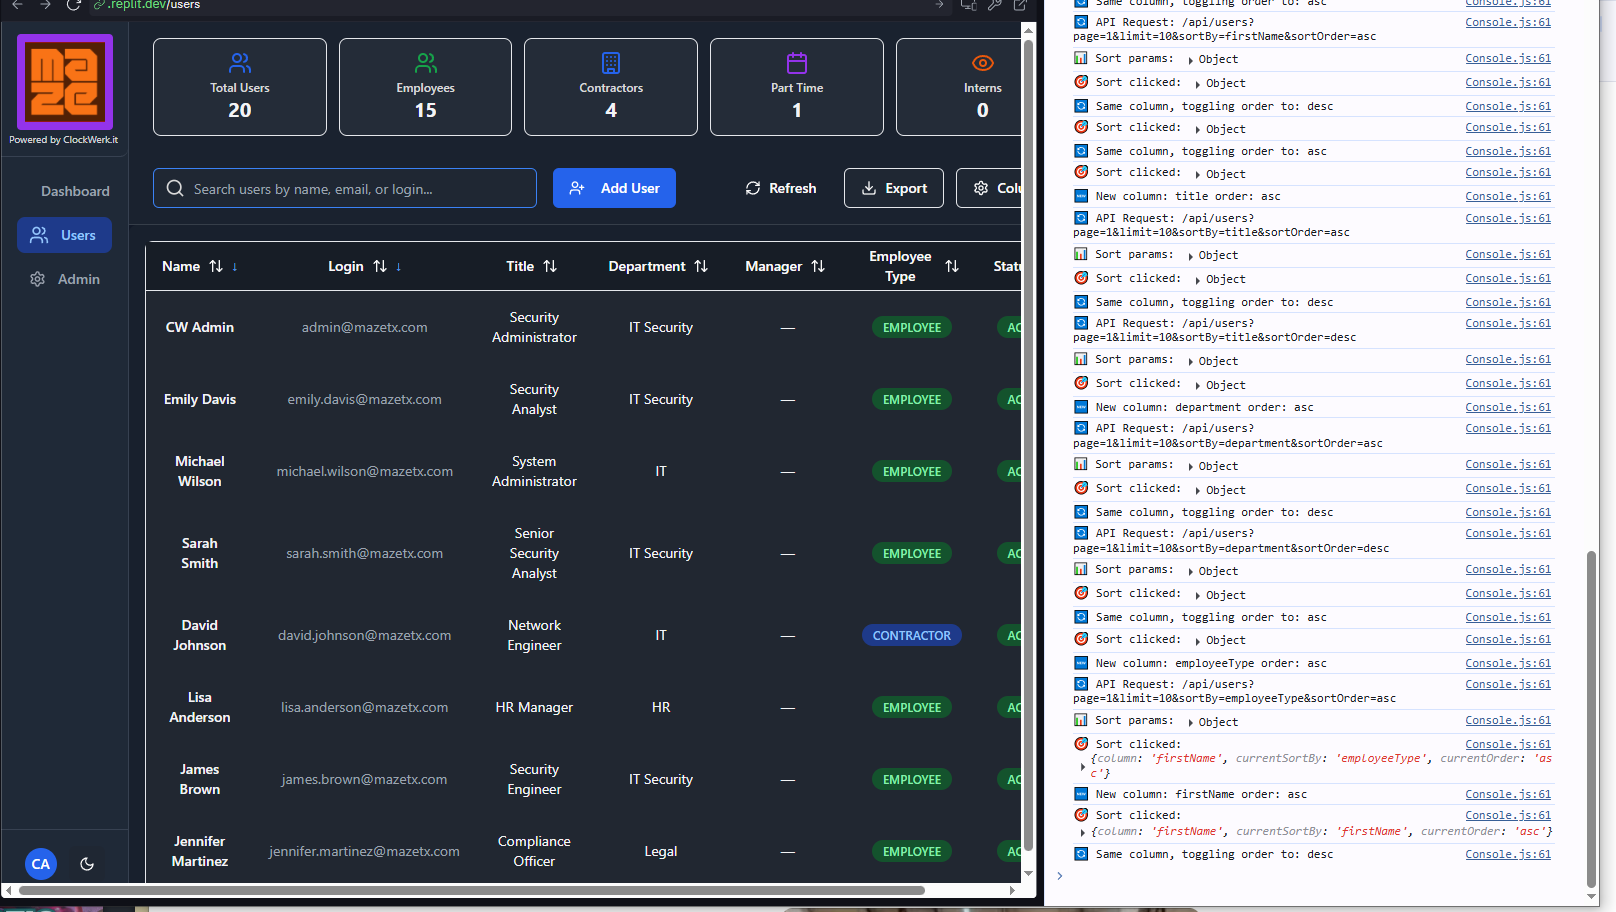 .replit.dev/users
maze
Powered by ClockWerk.it
Dashboard
Users
Admin
CA
Total Users
20
Employees
15
Contractors
4
Part Time
1
Interns
0
Search users by name, email, or login...
Add User
Refresh
Export
Colu
Name ↓ Login ↓ Title Department Manager Employee Type Statu
CW Admin admin@mazetx.com Security Administrator IT Security — EMPLOYEE AC
Emily Davis emily.davis@mazetx.com Security Analyst IT Security — EMPLOYEE AC
Michael Wilson michael.wilson@mazetx.com System Administrator IT — EMPLOYEE AC
Sarah Smith sarah.smith@mazetx.com Senior Security Analyst IT Security — EMPLOYEE AC
David Johnson david.johnson@mazetx.com Network Engineer IT — CONTRACTOR AC
Lisa Anderson lisa.anderson@mazetx.com HR Manager HR — EMPLOYEE AC
James Brown james.brown@mazetx.com Security Engineer IT Security — EMPLOYEE AC
Jennifer Martinez jennifer.martinez@mazetx.com Compliance Officer Legal — EMPLOYEE AC
Same column, toggling order to: asc Console.js:61
API Request: /api/users? Console.js:61
page=1&limit=10&sortBy=firstName&sortOrder=asc
Sort params: Object Console.js:61
Sort clicked: Object Console.js:61
Same column, toggling order to: desc Console.js:61
Sort clicked: Object Console.js:61
Same column, toggling order to: asc Console.js:61
Sort clicked: Object Console.js:61
New column: title order: asc Console.js:61
API Request: /api/users? Console.js:61
page=1&limit=10&sortBy=title&sortOrder=asc
Sort params: Object Console.js:61
Sort clicked: Object Console.js:61
Same column, toggling order to: desc Console.js:61
API Request: /api/users? Console.js:61
page=1&limit=10&sortBy=title&sortOrder=desc
Sort params: Object Console.js:61
Sort clicked: Object Console.js:61
New column: department order: asc Console.js:61
API Request: /api/users? Console.js:61
page=1&limit=10&sortBy=department&sortOrder=asc
Sort params: Object Console.js:61
Sort clicked: Object Console.js:61
Same column, toggling order to: desc Console.js:61
API Request: /api/users? Console.js:61
page=1&limit=10&sortBy=department&sortOrder=desc
Sort params: Object Console.js:61
Sort clicked: Object Console.js:61
Same column, toggling order to: asc Console.js:61
Sort clicked: Object Console.js:61
New column: employeeType order: asc Console.js:61
API Request: /api/users? Console.js:61
page=1&limit=10&sortBy=employeeType&sortOrder=asc
Sort params: Object Console.js:61
Sort clicked: Console.js:61
{column: 'firstName', currentSortBy: 'employeeType', currentOrder: 'as
c'}
New column: firstName order: asc Console.js:61
Sort clicked: Console.js:61
{column: 'firstName', currentSortBy: 'firstName', currentOrder: 'asc'}
Same column, toggling order to: desc Console.js:61